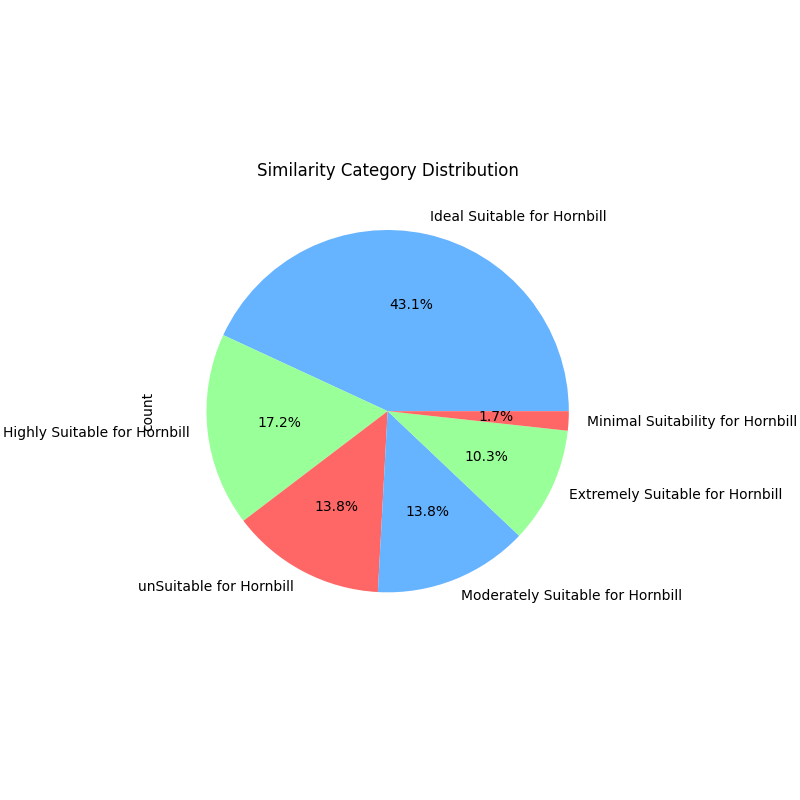 Similarity Category Distribution
Ideal Suitable for Hornbill
43.1%
count
Highly Suitable for Hornbill
17.2%
1.7%
Minimal Suitability for Hornbill
10.3%
Extremely Suitable for Hornbill
13.8%
13.8%
unSuitable for Hornbill
Moderately Suitable for Hornbill